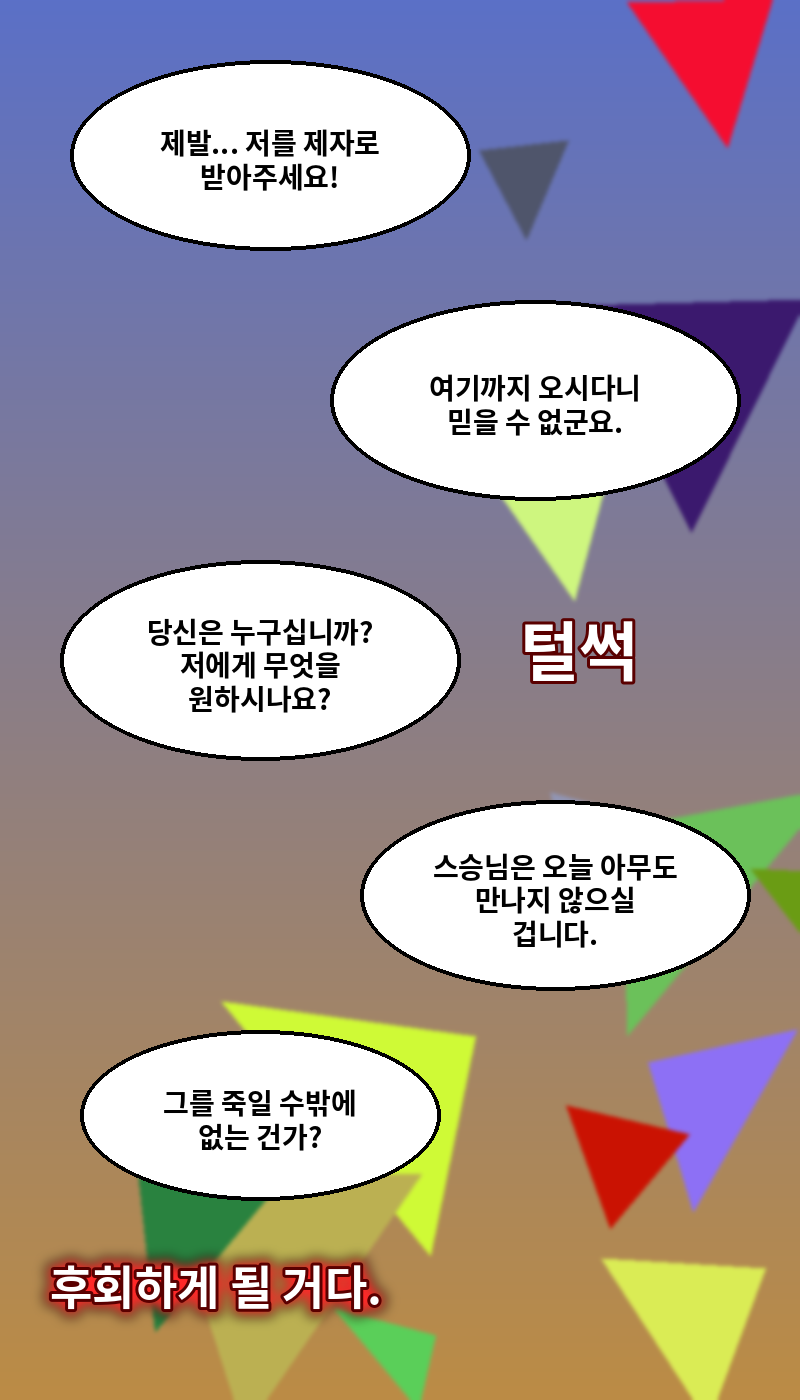 제발... 저를 제자로
받아주세요!
여기까지 오시다니
믿을 수 없군요.
당신은 누구십니까?
저에게 무엇을
원하시나요?
털썩
스승님은 오늘 아무도
만나지 않으실
겁니다.
그를 죽일 수밖에
없는 건가?
후회하게 될 거다.